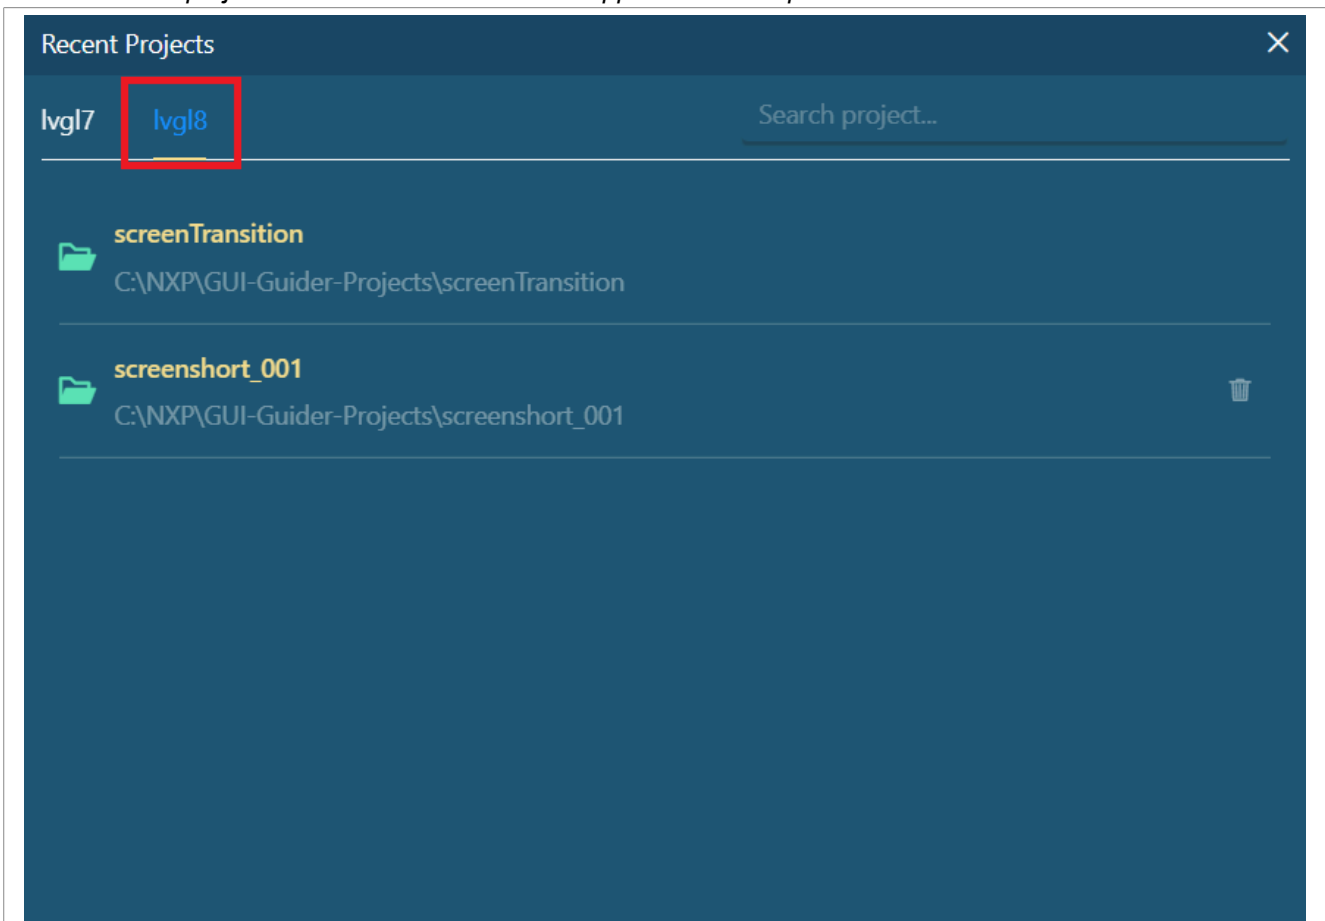 Recent Projects
lvgl7 lvgl8 Search project...
screenTransition
C:\NXP\GUI-Guider-Projects\screenTransition
screenshort_001
C:\NXP\GUI-Guider-Projects\screenshort_001